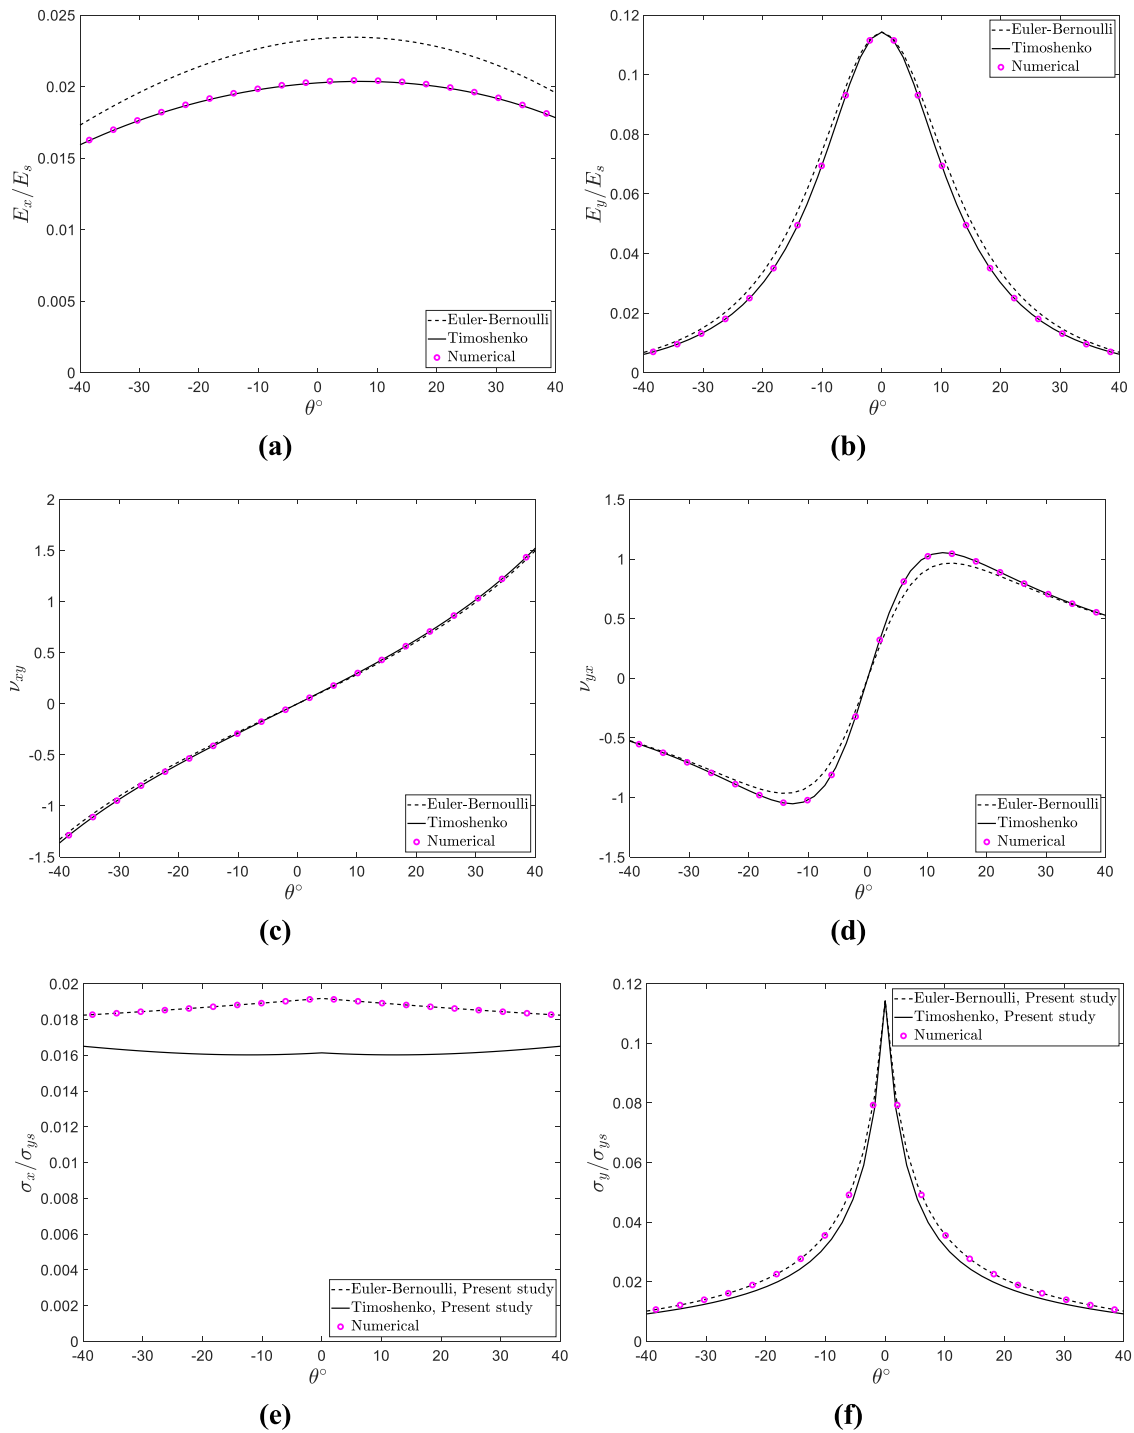 0.025
0.02
0.015
0.01
0.005
0
E_x/E_s
-40 -30 -20 -10 0 10 20 30 40
θ°
Euler-Bernoulli
Timoshenko
Numerical
(a)
0.12
0.1
0.08
0.06
0.04
0.02
0
E_y/E_s
-40 -30 -20 -10 0 10 20 30 40
θ°
Euler-Bernoulli
Timoshenko
Numerical
(b)
2
1.5
1
0.5
0
-0.5
-1
-1.5
ν_xy
-40 -30 -20 -10 0 10 20 30 40
θ°
Euler-Bernoulli
Timoshenko
Numerical
(c)
1.5
1
0.5
0
-0.5
-1
-1.5
ν_yx
-40 -30 -20 -10 0 10 20 30 40
θ°
Euler-Bernoulli
Timoshenko
Numerical
(d)
0.02
0.018
0.016
0.014
0.012
0.01
0.008
0.006
0.004
0.002
0
σ_x/σ_ys
-40 -30 -20 -10 0 10 20 30 40
θ°
Euler-Bernoulli, Present study
Timoshenko, Present study
Numerical
(e)
0.12
0.1
0.08
0.06
0.04
0.02
0
σ_y/σ_ys
-40 -30 -20 -10 0 10 20 30 40
θ°
Euler-Bernoulli, Present study
Timoshenko, Present study
Numerical
(f)